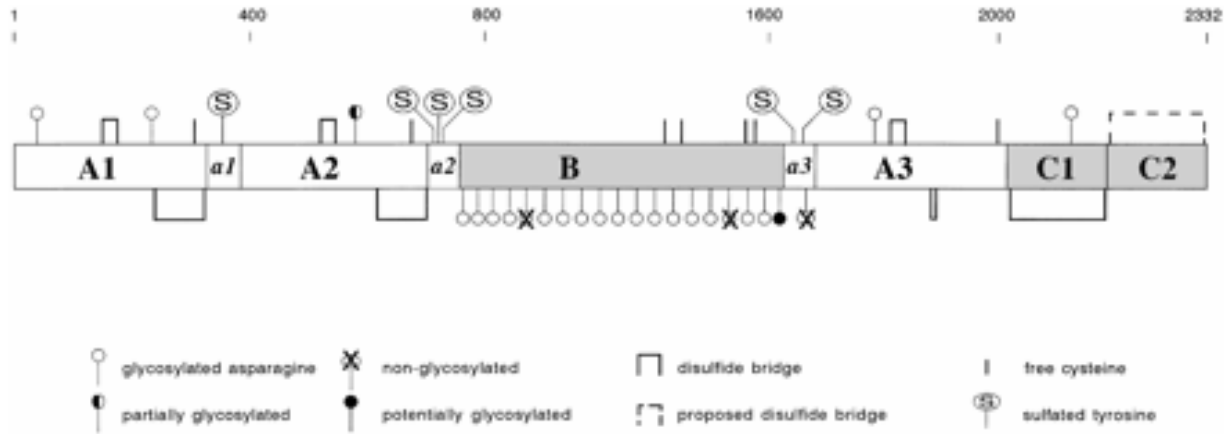 1 400 800 1600 2000 2332
S S S S S S
A1 a1 A2 a2 B a3 A3 C1 C2
glycosylated asparagine non-glycosylated disulfide bridge free cysteine
partially glycosylated potentially glycosylated proposed disulfide bridge S sulfated tyrosine